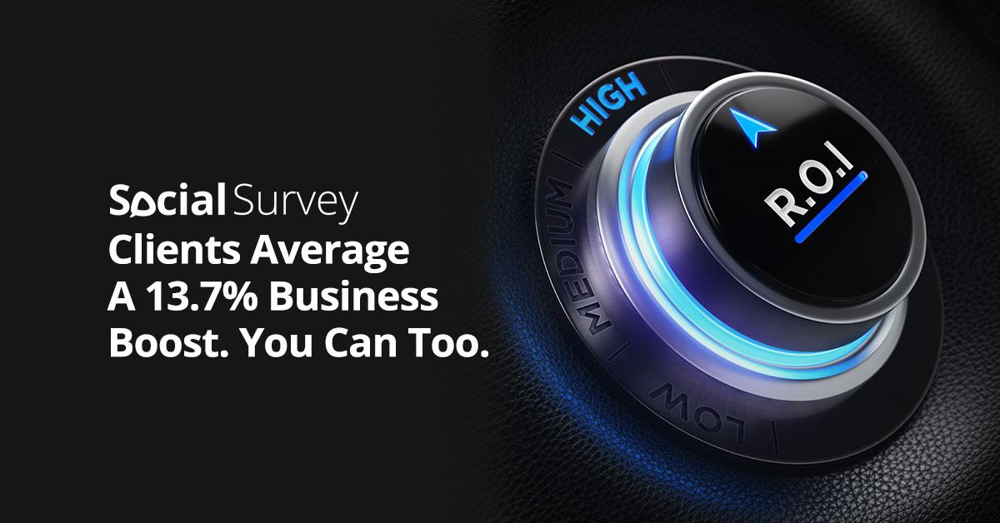 Social Survey
Clients Average
A 13.7% Business
Boost. You Can Too.
HIGH
MEDIUM
LOW
R.O.I